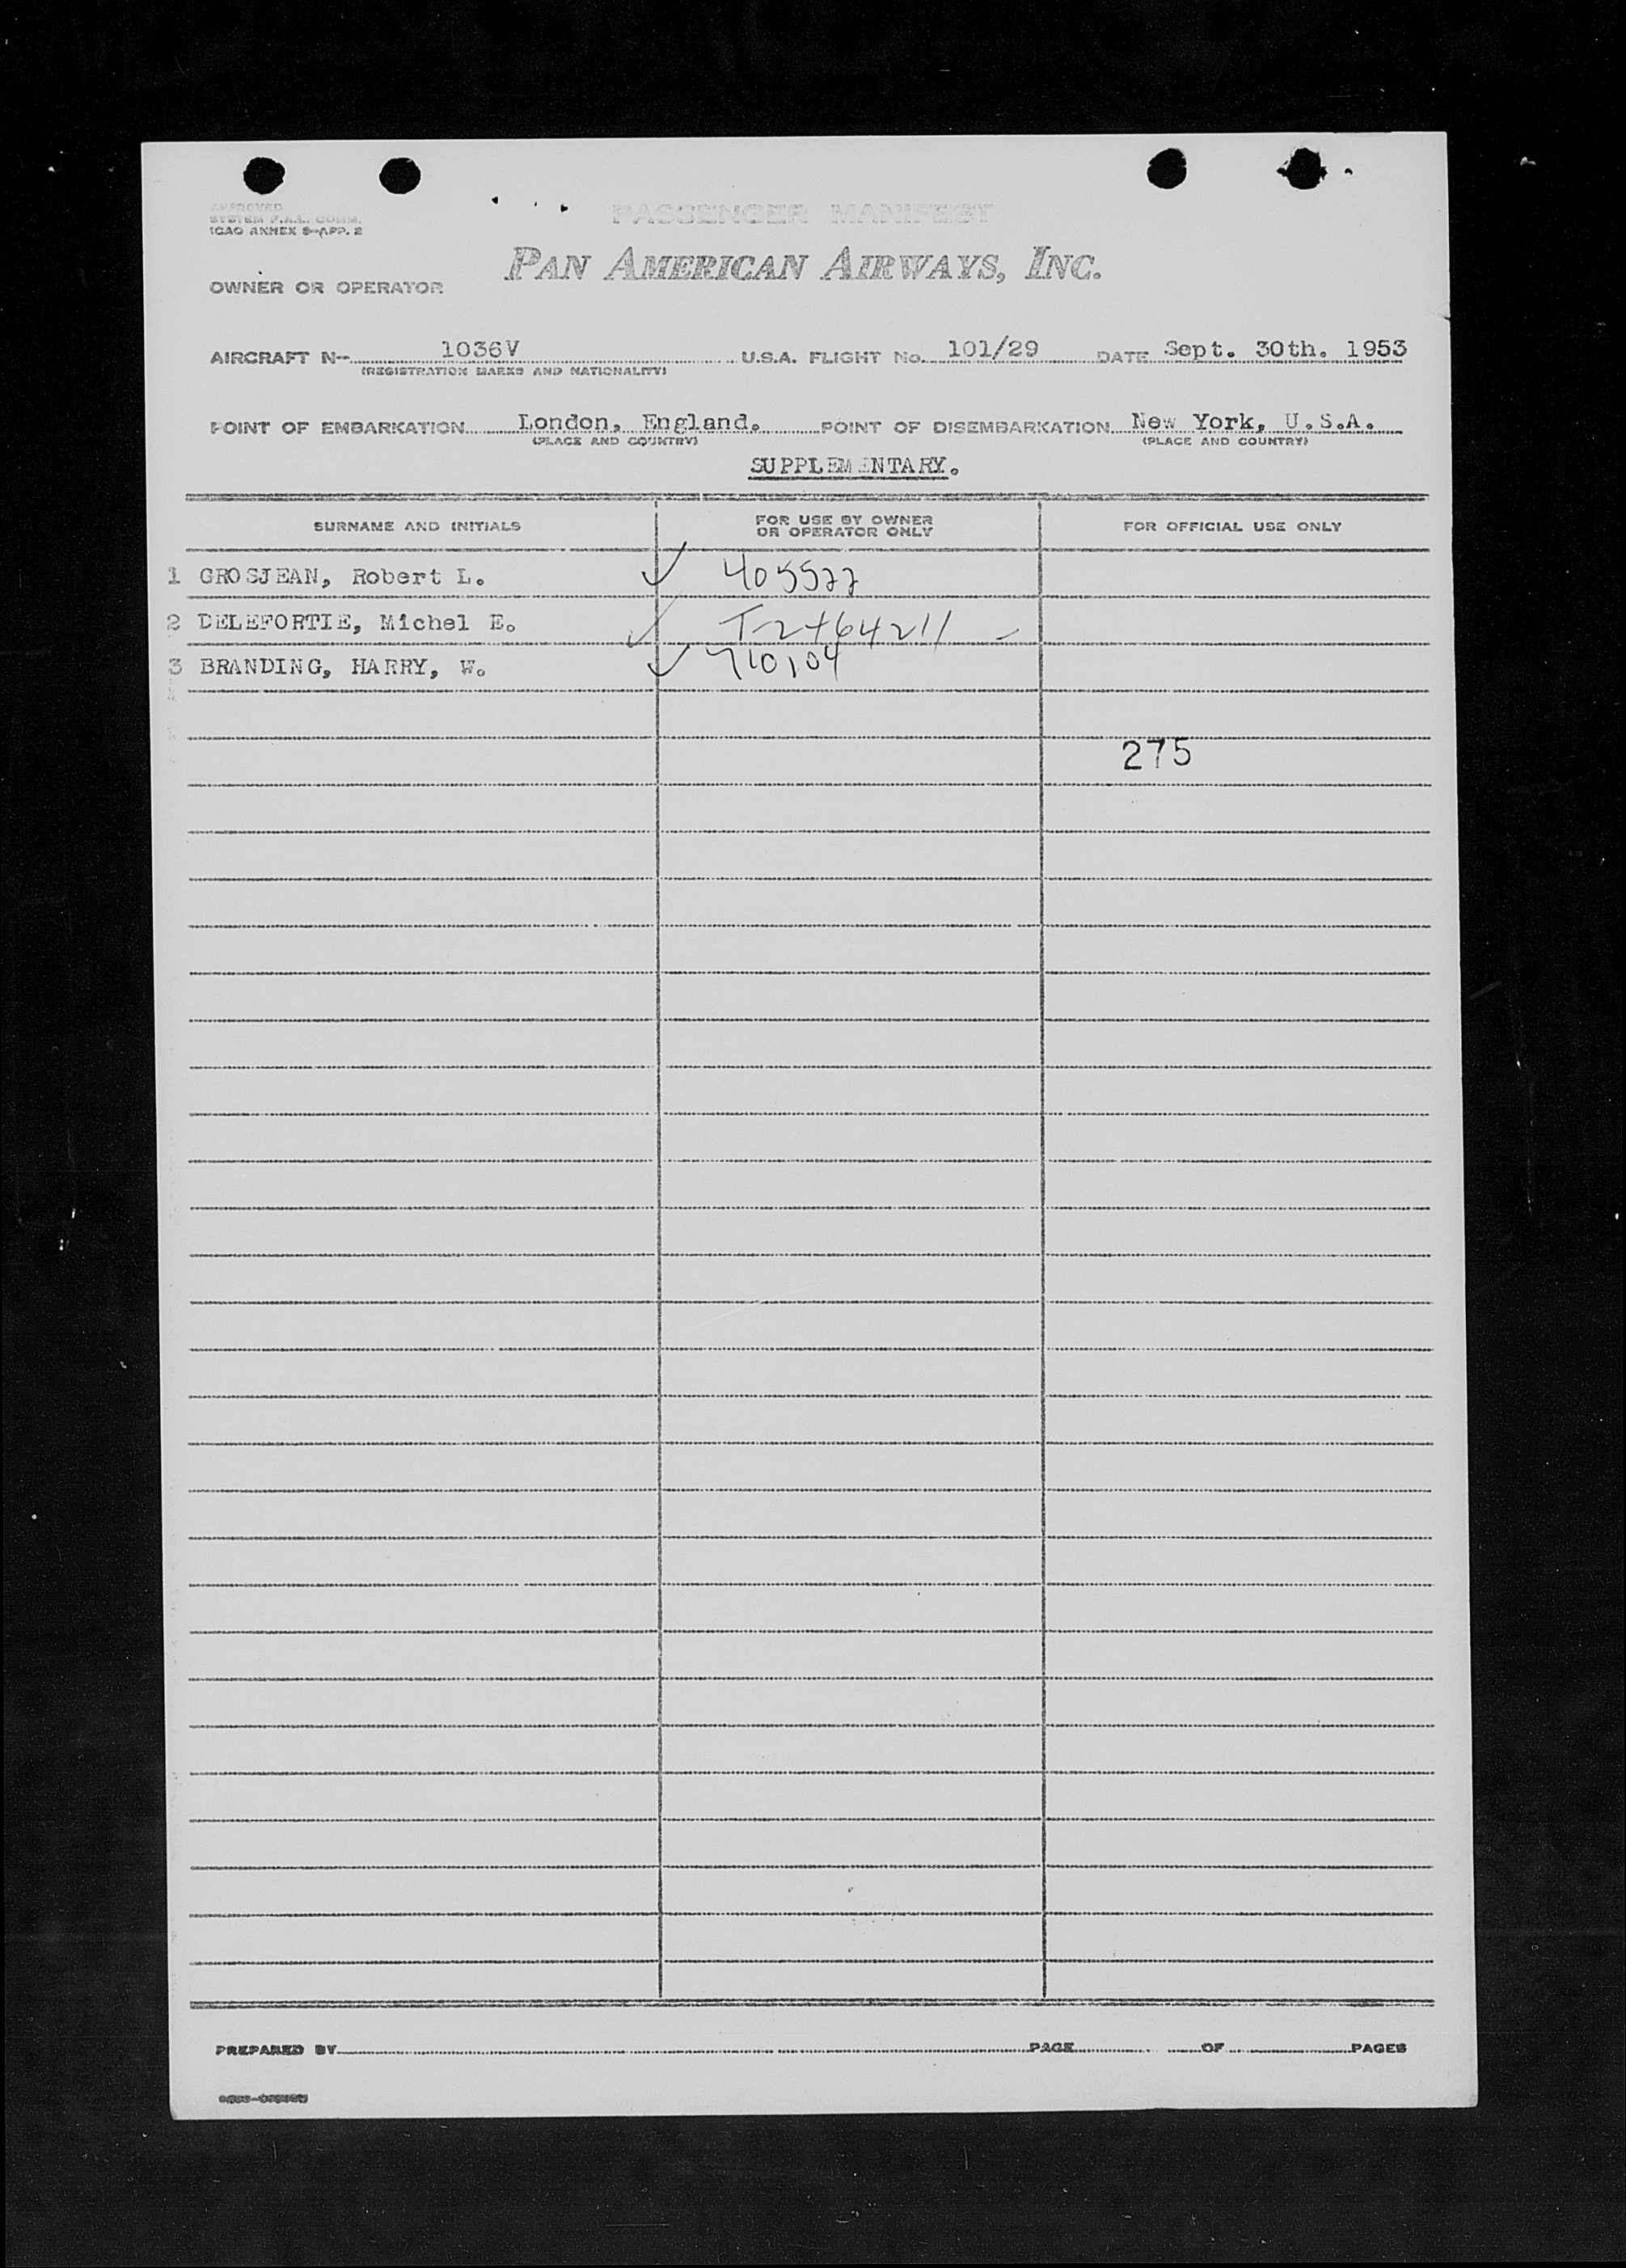 APPROVED
SYSTEM F.A.L. COMM.
ICAO ANNEX 9-APP. 2
PASSENGER MANIFEST
PAN AMERICAN AIRWAYS, INC.
OWNER OR OPERATOR
AIRCRAFT N- 1036V U.S.A. FLIGHT No. 101/29 DATE Sept. 30th. 1953
(REGISTRATION MARKS AND NATIONALITY)
POINT OF EMBARKATION London, England. POINT OF DISEMBARKATION New York, U.S.A.
(PLACE AND COUNTRY) (PLACE AND COUNTRY)
SUPPLEMENTARY.
SURNAME AND INITIALS FOR USE BY OWNER OR OPERATOR ONLY FOR OFFICIAL USE ONLY
1 GROSJEAN, Robert L. ✓ 405577
2 DELEFORTIE, Michel E. ✓ T-2764211 -
3 BRANDING, HARRY, W. ✓ 710104
275
PREPARED BY PAGE OF PAGES